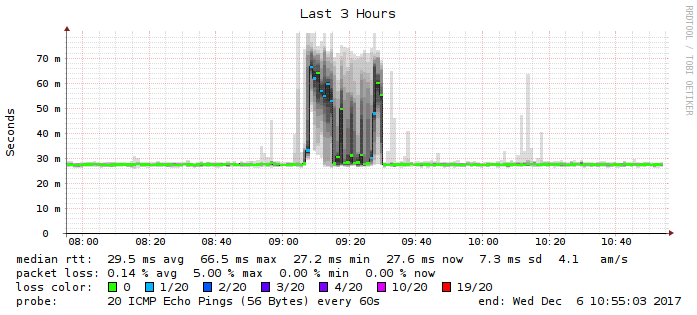 Last 3 Hours
RRDTOOL / TOBI OETIKER
Seconds
70 m
60 m
50 m
40 m
30 m
20 m
10 m
0
08:00 08:20 08:40 09:00 09:20 09:40 10:00 10:20 10:40
median rtt: 29.5 ms avg 66.5 ms max 27.2 ms min 27.6 ms now 7.3 ms sd 4.1 am/s
packet loss: 0.14 % avg 5.00 % max 0.00 % min 0.00 % now
loss color: 0 1/20 2/20 3/20 4/20 10/20 19/20
probe: 20 ICMP Echo Pings (56 Bytes) every 60s end: Wed Dec 6 10:55:03 2017